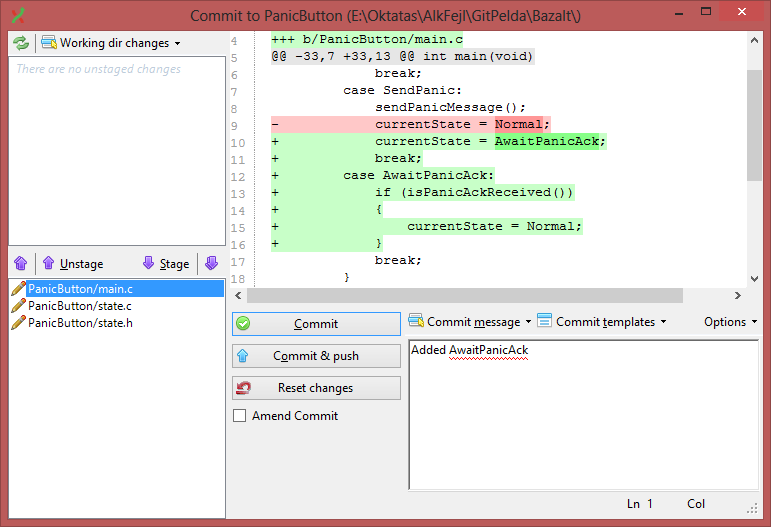 Commit to PanicButton (E:\Oktatas\AlkFejl\GitPelda\Bazalt\)
Working dir changes
There are no unstaged changes
Unstage
Stage
PanicButton/main.c
PanicButton/state.c
PanicButton/state.h
4 +++ b/PanicButton/main.c
5 @@ -33,7 +33,13 @@ int main(void)
6 break;
7 case SendPanic:
8 sendPanicMessage();
9 - currentState = Normal;
10 + currentState = AwaitPanicAck;
11 + break;
12 + case AwaitPanicAck:
13 + if (isPanicAckReceived())
14 + {
15 + currentState = Normal;
16 + }
17 break;
18 }
Commit
Commit & push
Reset changes
Amend Commit
Commit message
Commit templates
Options
Added AwaitPanicAck
Ln 1
Col